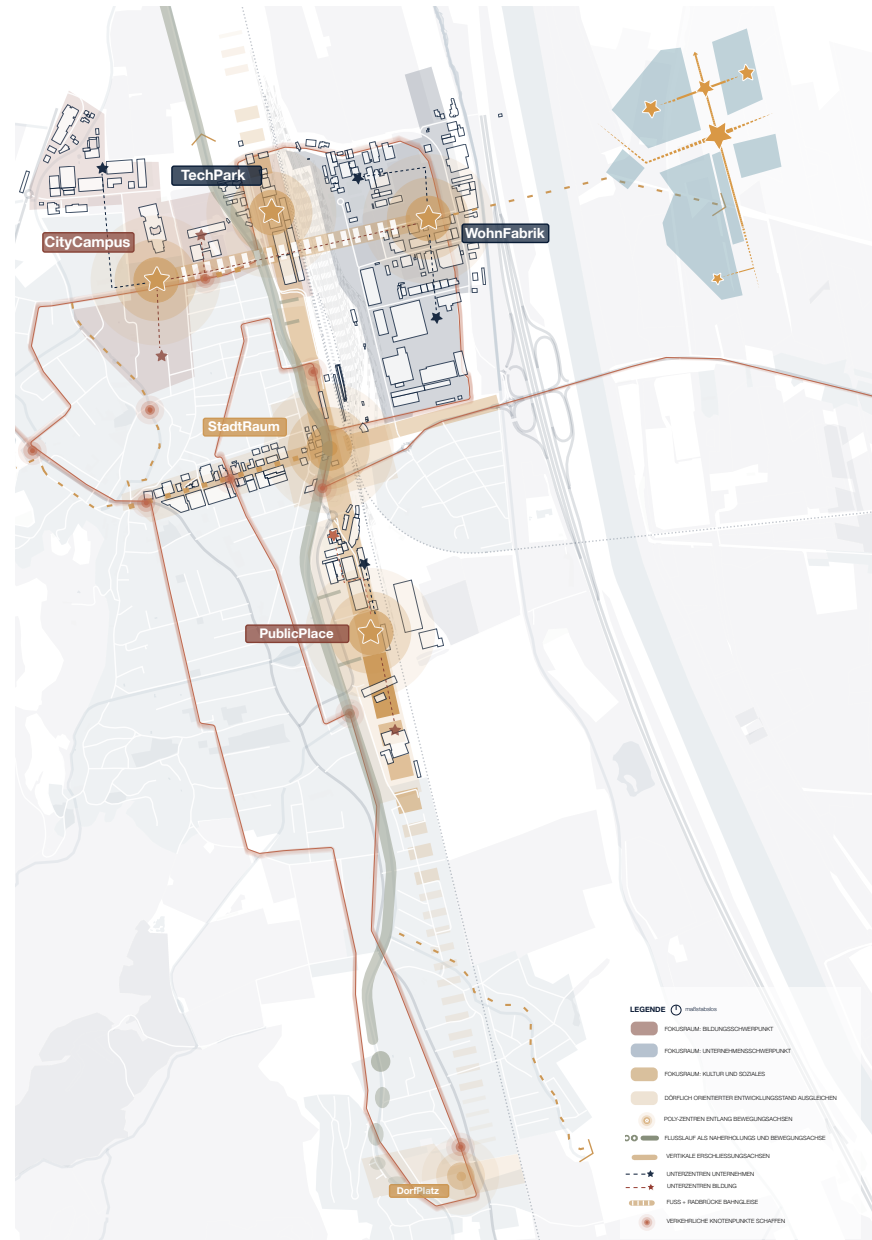 TechPark
CityCampus
WohnFabrik
StadtRaum
PublicPlace
DorfPlatz
LEGENDE maßstabslos
FOKUSRAUM: BILDUNGSSCHWERPUNKT
FOKUSRAUM: UNTERNEHMENSSCHWERPUNKT
FOKUSRAUM: KULTUR UND SOZIALES
DÖRFLICH ORIENTIERTER ENTWICKLUNGSSTAND AUSGLEICHEN
POLY-ZENTREN ENTLANG BEWEGUNGSACHSEN
FLUSSLAUF ALS NAHERHOLUNGS UND BEWEGUNGSACHSE
VERTIKALE ERSCHLIESSUNGSACHSEN
UNTERZENTREN UNTERNEHMEN
UNTERZENTREN BILDUNG
FUSS + RADBRÜCKE BAHNGLEISE
VERKEHRLICHE KNOTENPUNKTE SCHAFFEN